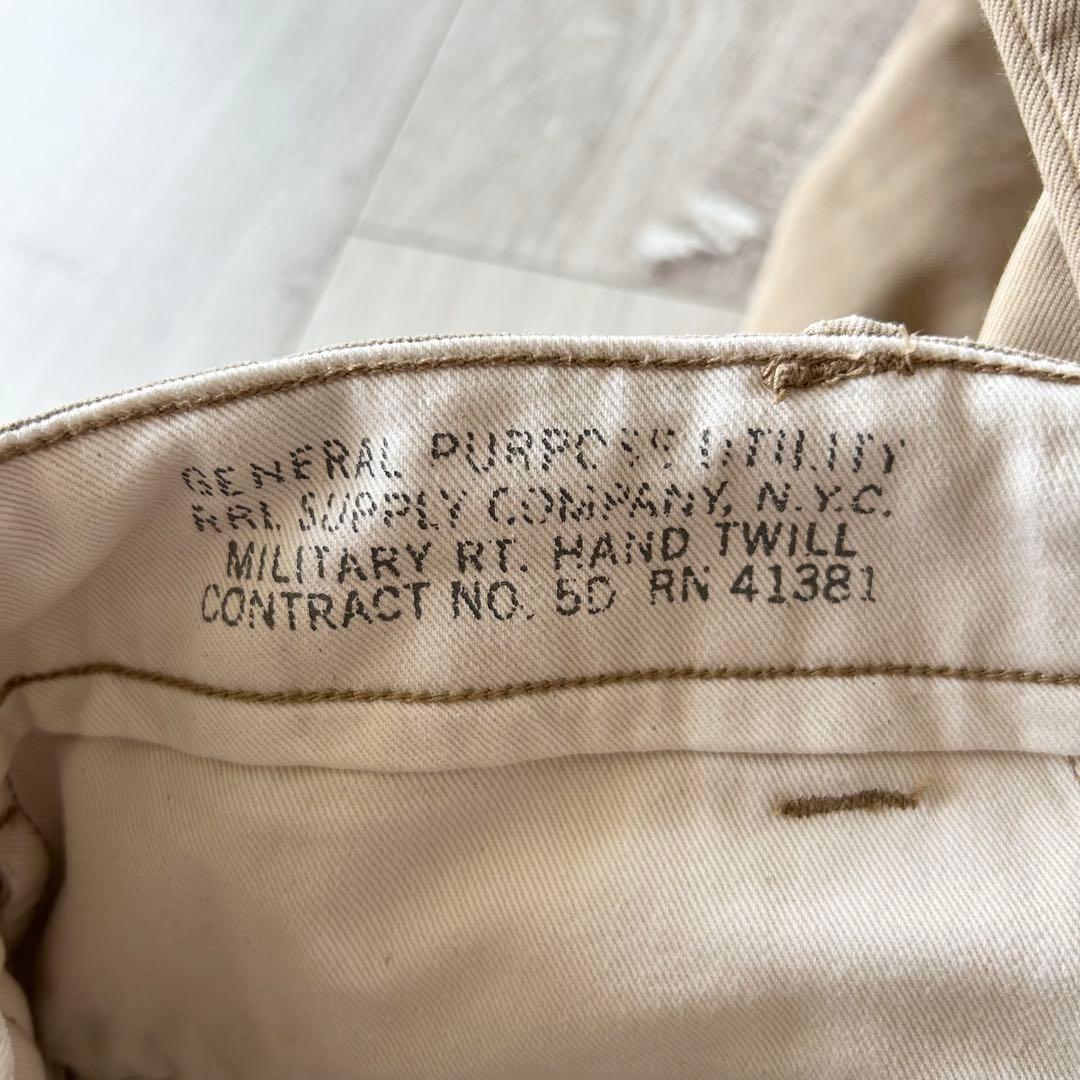 GENERAL PURPOSE UTILITY
RRL SUPPLY COMPANY, N.Y.C.
MILITARY RT. HAND TWILL
CONTRACT NO. 5D RN 41381